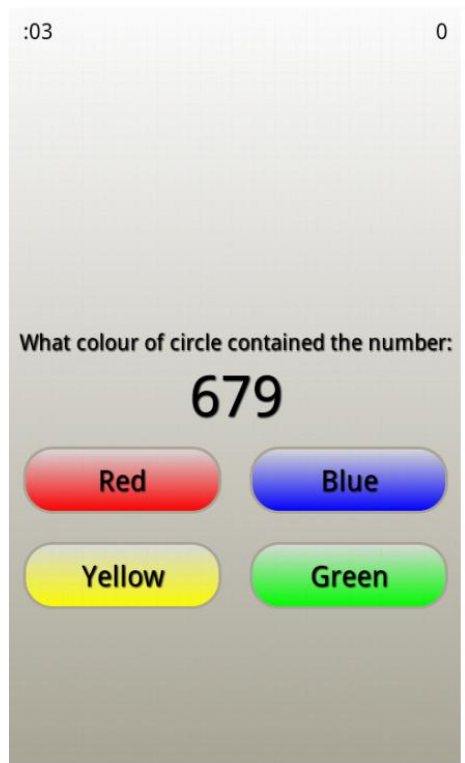 :03 0
What colour of circle contained the number:
679
Red Blue
Yellow Green